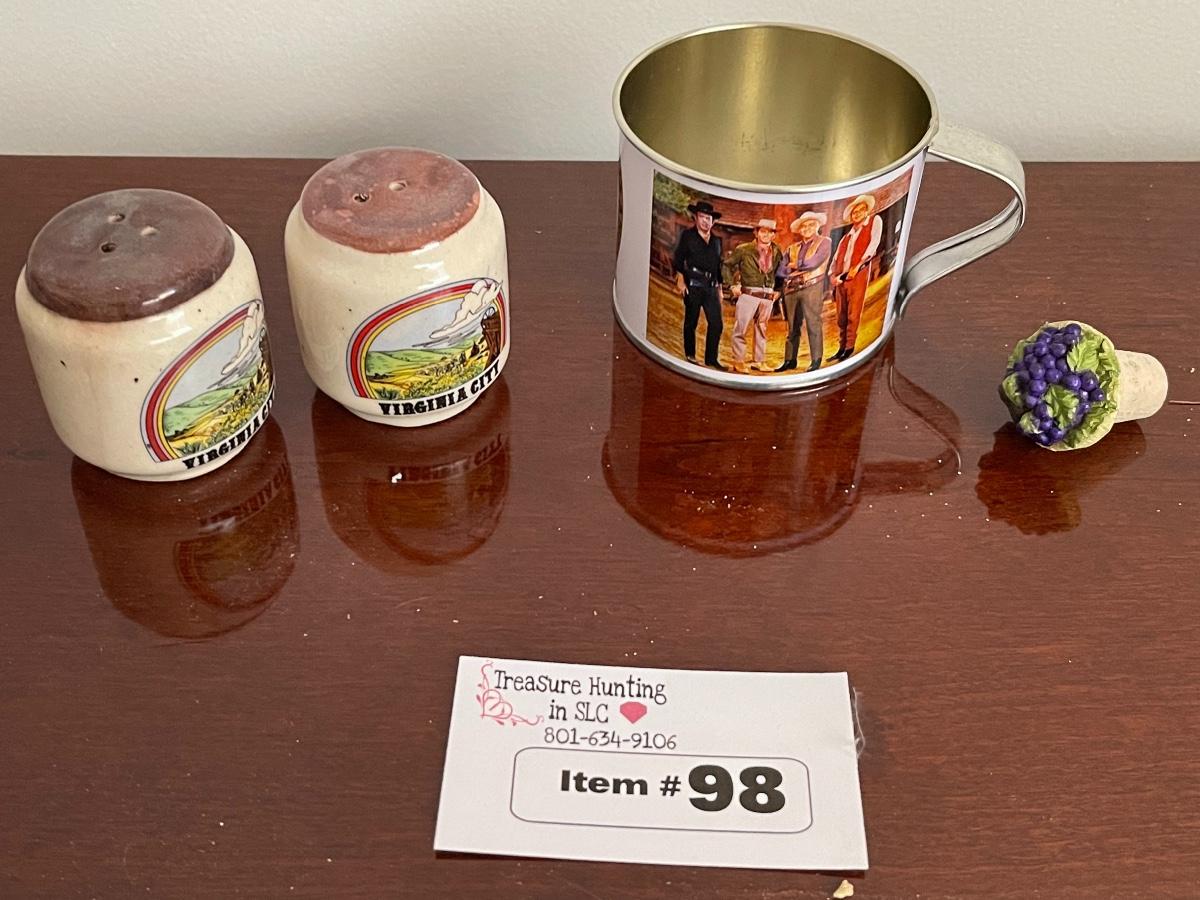 VIRGINIA CITY
VIRGINIA CITY
Treasure Hunting
in SLC
801-634-9106
Item # 98